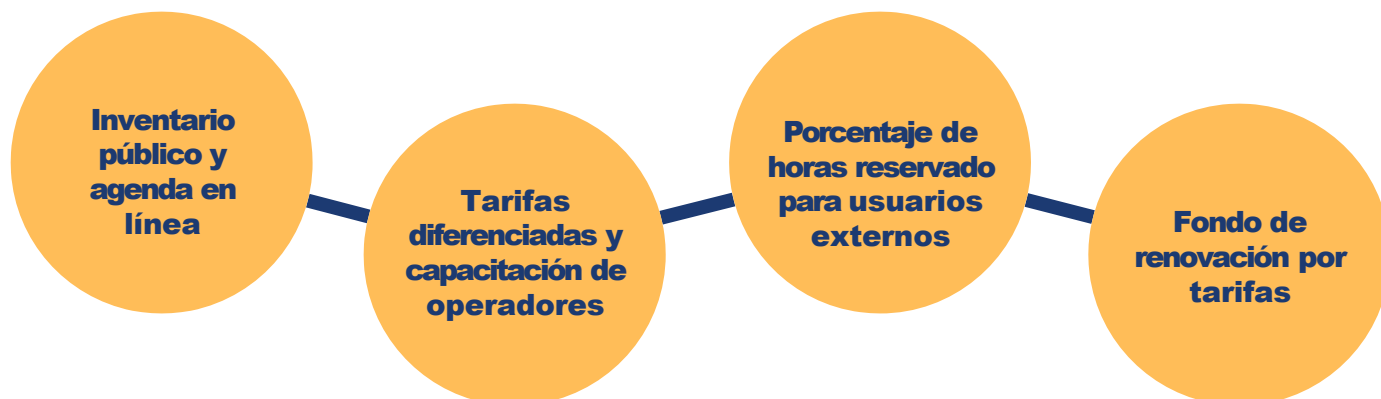 Inventario
público y
agenda en
línea
Tarifas
diferenciadas y
capacitación de
operadores
Porcentaje de
horas reservado
para usuarios
externos
Fondo de
renovación por
tarifas